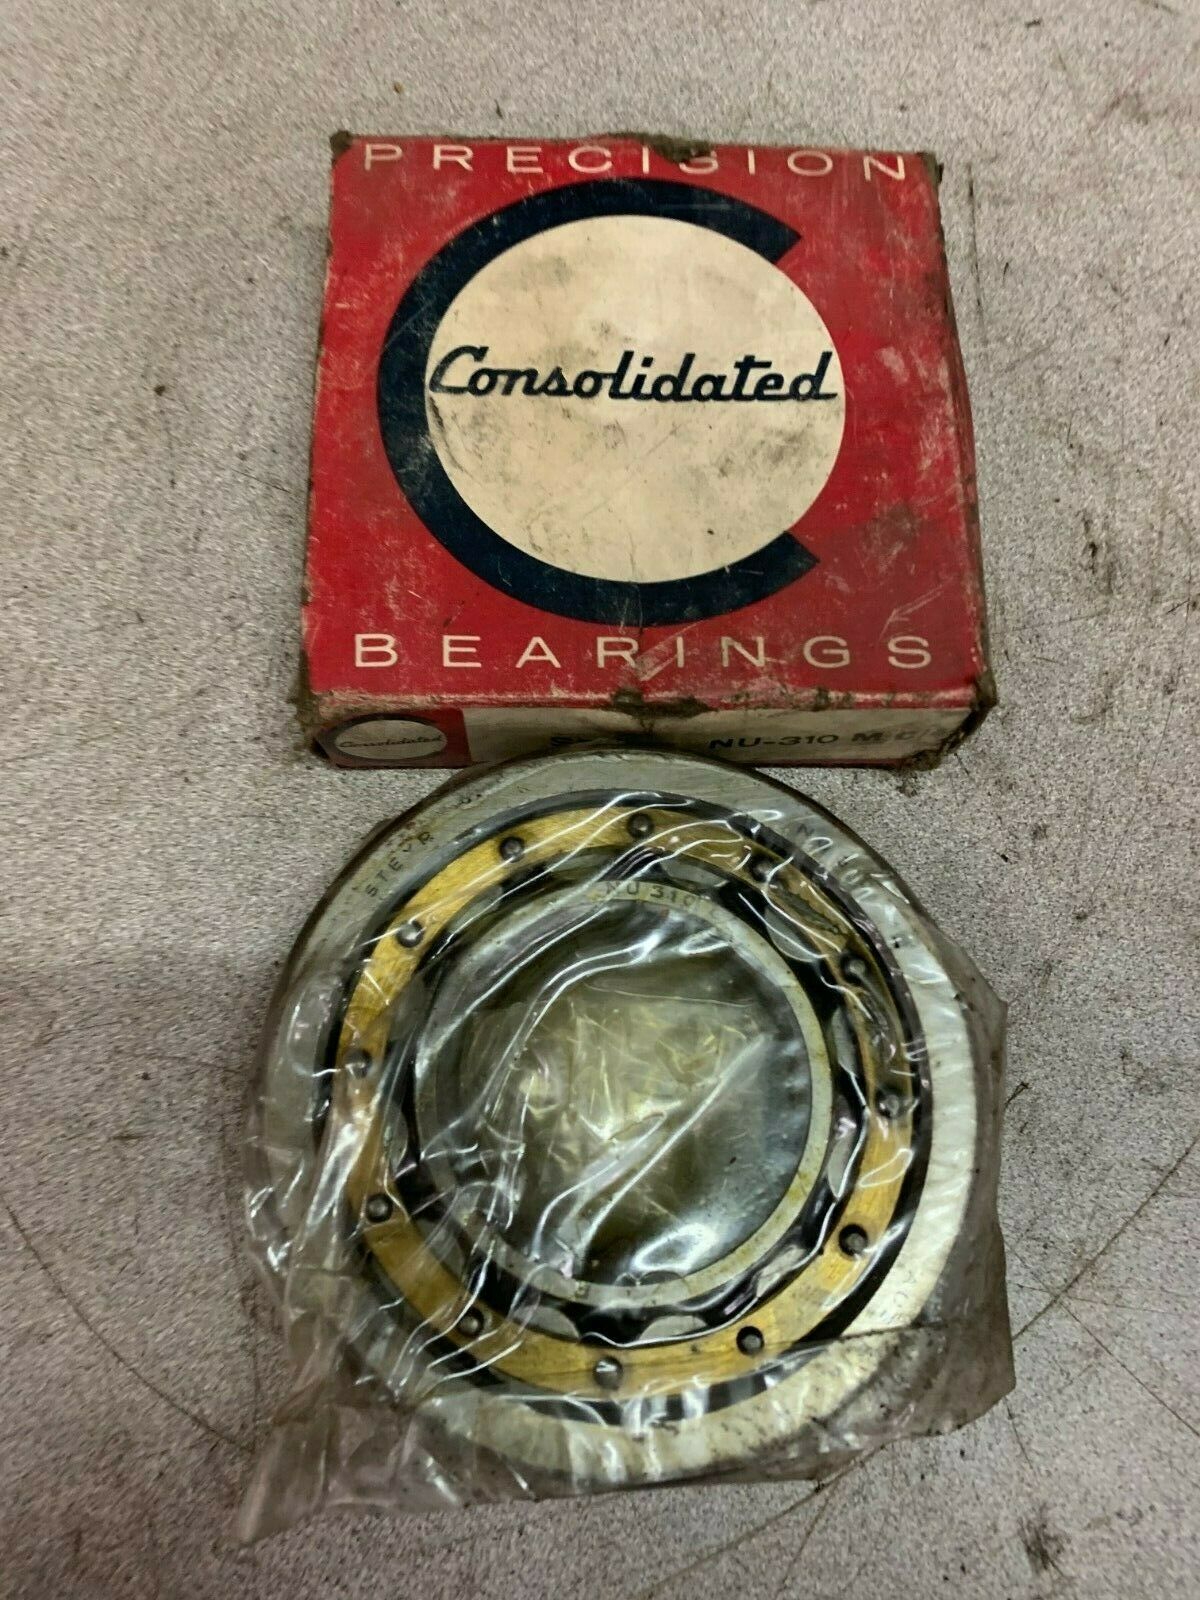 PRECISION
Consolidated
BEARINGS
Consolidated
NU-310 M
STEYR
NU310